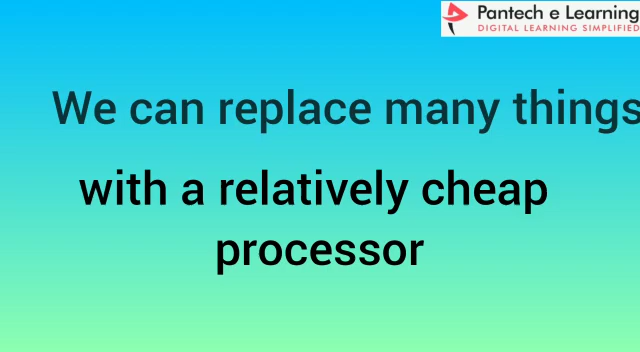 Pantech e Learning
DIGITAL LEARNING SIMPLIFIED
We can replace many things
with a relatively cheap
processor